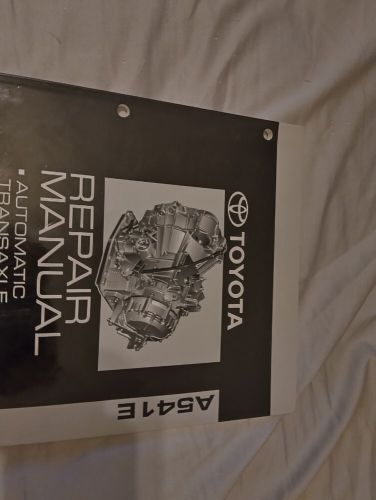 A541E
TOYOTA
REPAIR
MANUAL
▪ AUTOMATIC
TRANSAXLE